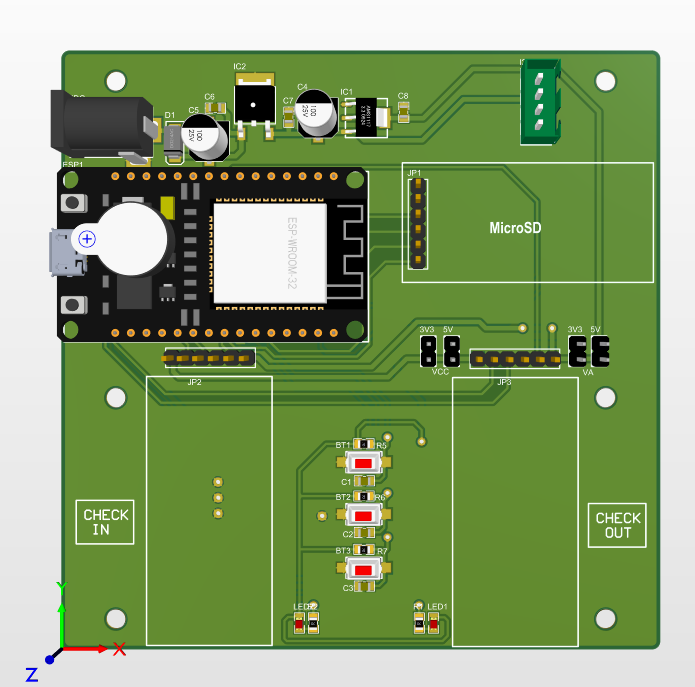 IC2
C6
C4
C7
IC1
C8
D1
C5
100
25V
100
25V
AMS1117
ESP1
JP1
MicroSD
ESP-WROOM-32
3V3 5V
VCC
3V3 5V
VA
JP2
JP3
BT1
R5
C1
BT2
R6
C2
BT3
R7
C3
CHECK
IN
CHECK
OUT
LED1
Y
X
Z